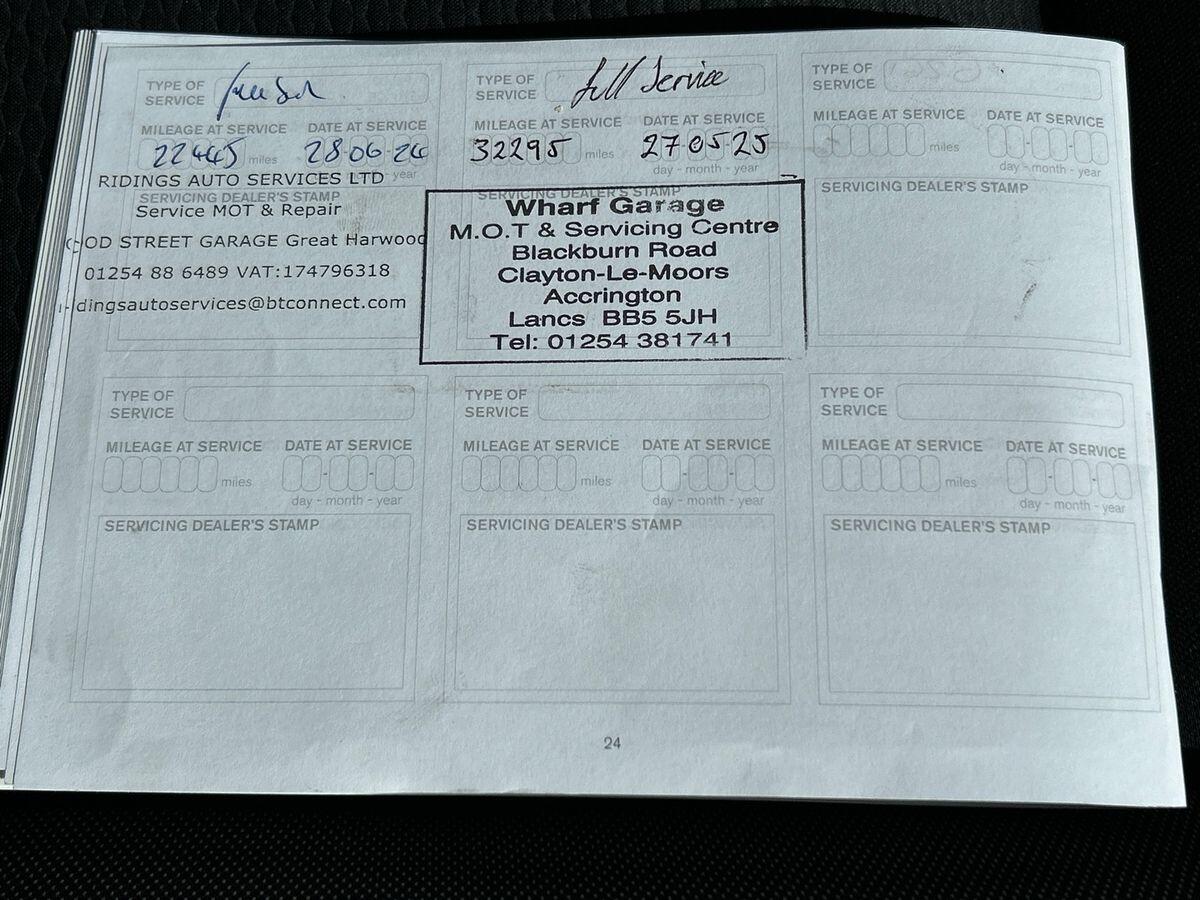 TYPE OF
SERVICE
MILEAGE AT SERVICE DATE AT SERVICE
22445 miles 28-06-24
year
RIDINGS AUTO SERVICES LTD
SERVICING DEALER'S STAMP
Service MOT & Repair
OD STREET GARAGE Great Harwood
01254 88 6489 VAT:174796318
dingsautoservices@btconnect.com
TYPE OF
SERVICE full Service
MILEAGE AT SERVICE DATE AT SERVICE
32295 miles 27 05 25
day - month - year
SERVICING DEALER'S STAMP
Wharf Garage
M.O.T & Servicing Centre
Blackburn Road
Clayton-Le-Moors
Accrington
Lancs BB5 5JH
Tel: 01254 381741
TYPE OF
SERVICE
MILEAGE AT SERVICE DATE AT SERVICE
miles
day - month - year
SERVICING DEALER'S STAMP
TYPE OF
SERVICE
MILEAGE AT SERVICE DATE AT SERVICE
miles
day - month - year
SERVICING DEALER'S STAMP
TYPE OF
SERVICE
MILEAGE AT SERVICE DATE AT SERVICE
miles
day - month - year
SERVICING DEALER'S STAMP
TYPE OF
SERVICE
MILEAGE AT SERVICE DATE AT SERVICE
miles
day - month - year
SERVICING DEALER'S STAMP
24